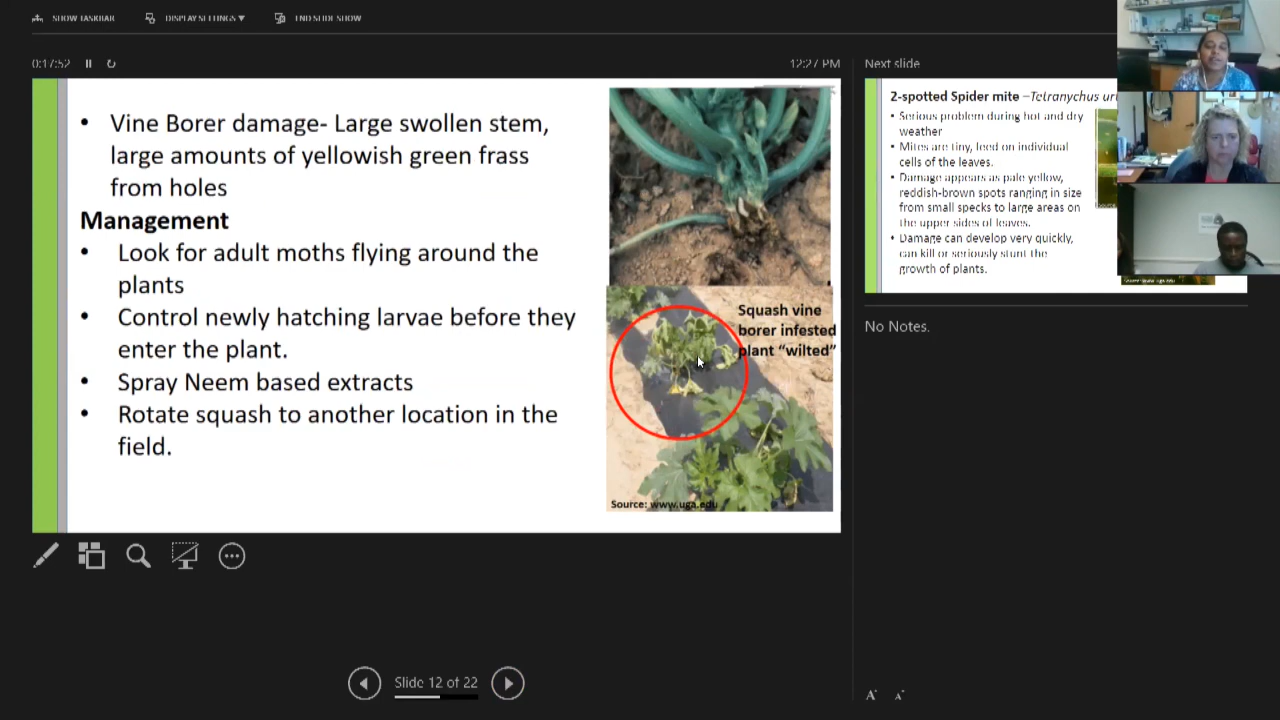 SHOW TASKBAR
DISPLAY SETTINGS ▼
END SLIDE SHOW
0:17:52
12:27 PM
• Vine Borer damage- Large swollen stem,
large amounts of yellowish green frass
from holes
Management
• Look for adult moths flying around the
plants
• Control newly hatching larvae before they
enter the plant.
• Spray Neem based extracts
• Rotate squash to another location in the
field.
Squash vine
borer infested
plant “wilted”
Source: www.uga.edu
Slide 12 of 22
Next slide
2-spotted Spider mite –Tetranychus
• Serious problem during hot and dry
weather
• Mites are tiny, feed on individual
cells of the leaves.
• Damage appears as pale yellow,
reddish-brown spots ranging in size
from small specks to large areas on
the upper sides of leaves.
• Damage can develop very quickly,
can kill or seriously stunt the
growth of plants.
Source: www.uga.edu
No Notes.
A A